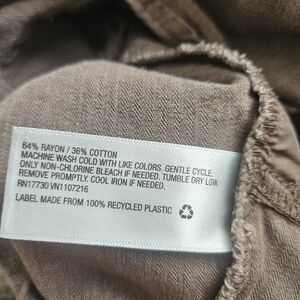 64% RAYON / 36% COTTON
MACHINE WASH COLD WITH LIKE COLORS. GENTLE CYCLE.
ONLY NON-CHLORINE BLEACH IF NEEDED. TUMBLE DRY LOW.
REMOVE PROMPTLY. COOL IRON IF NEEDED.
RN17730 VN1107216
LABEL MADE FROM 100% RECYCLED PLASTIC